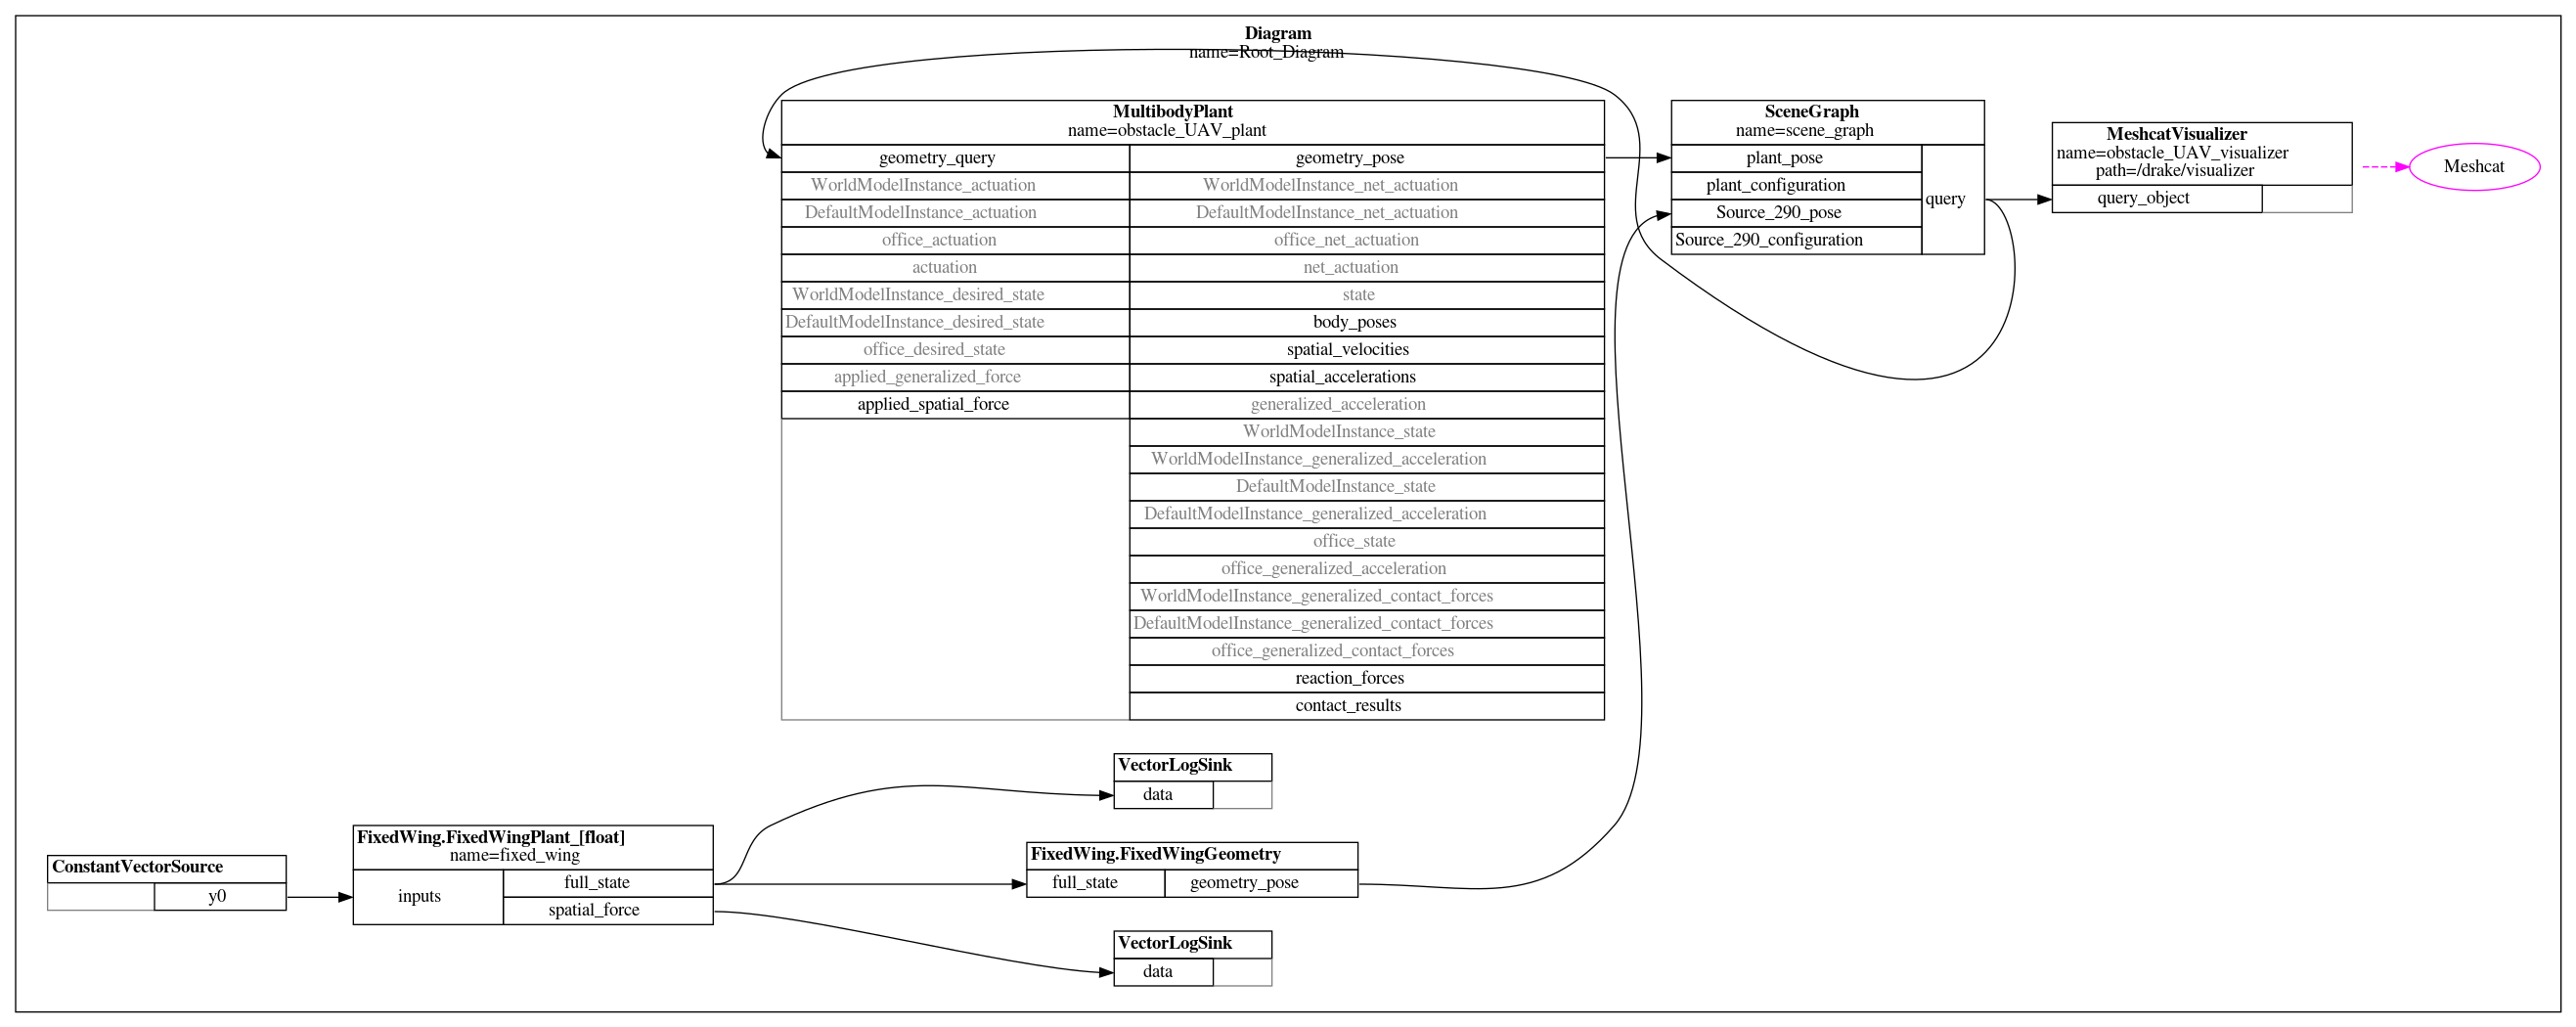 Diagram
name=Root_Diagram
MultibodyPlant
name=obstacle_UAV_plant
geometry_query
geometry_pose
WorldModelInstance_actuation
WorldModelInstance_net_actuation
DefaultModelInstance_actuation
DefaultModelInstance_net_actuation
office_actuation
office_net_actuation
actuation
net_actuation
WorldModelInstance_desired_state
state
DefaultModelInstance_desired_state
body_poses
office_desired_state
spatial_velocities
applied_generalized_force
spatial_accelerations
applied_spatial_force
generalized_acceleration
WorldModelInstance_state
WorldModelInstance_generalized_acceleration
DefaultModelInstance_state
DefaultModelInstance_generalized_acceleration
office_state
office_generalized_acceleration
WorldModelInstance_generalized_contact_forces
DefaultModelInstance_generalized_contact_forces
office_generalized_contact_forces
reaction_forces
contact_results
SceneGraph
name=scene_graph
plant_pose
plant_configuration
Source_290_pose
Source_290_configuration
query
MeshcatVisualizer
name=obstacle_UAV_visualizer
path=/drake/visualizer
query_object
Meshcat
VectorLogSink
data
ConstantVectorSource
y0
FixedWing.FixedWingPlant_[float]
name=fixed_wing
inputs
full_state
spatial_force
FixedWing.FixedWingGeometry
full_state
geometry_pose
VectorLogSink
data